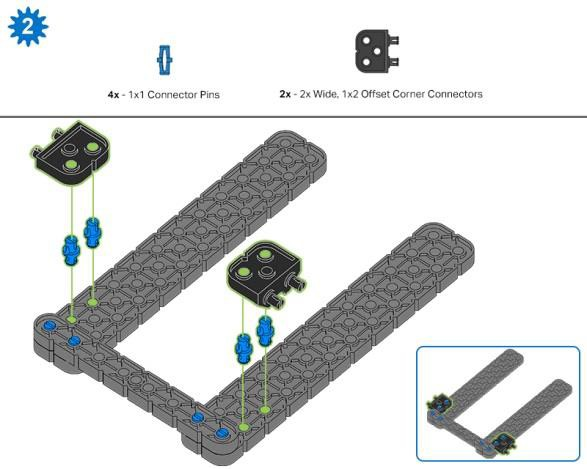 2
4x - 1x1 Connector Pins
2x - 2x Wide, 1x2 Offset Corner Connectors